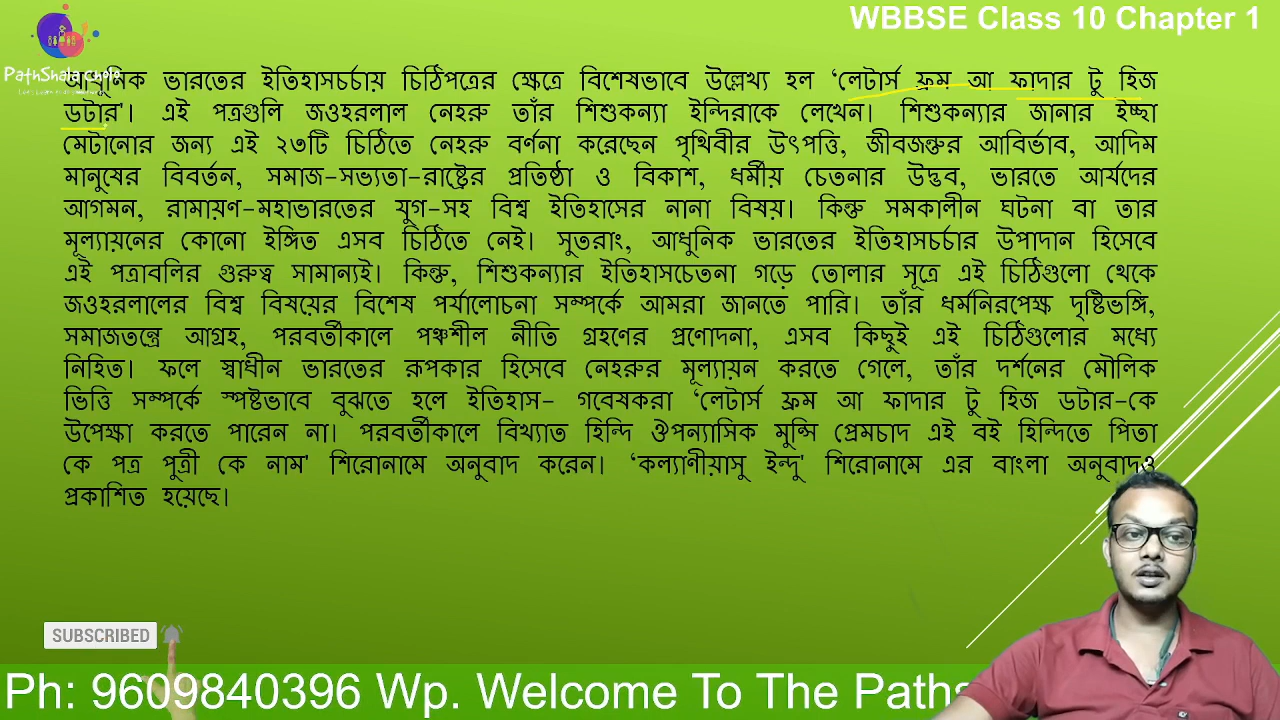 WBBSE Class 10 Chapter 1
PathShala Cholo
আধুনিক ভারতের ইতিহাসচর্চায় চিঠিপত্রের ক্ষেত্রে বিশেষভাবে উল্লেখ্য হল ‘লেটার্স ফ্রম আ ফাদার টু হিজ
ডটার'। এই পত্রগুলি জওহরলাল নেহরু তাঁর শিশুকন্যা ইন্দিরাকে লেখেন। শিশুকন্যার জানার ইচ্ছা
মেটানোর জন্য এই ২৩টি চিঠিতে নেহরু বর্ণনা করেছেন পৃথিবীর উৎপত্তি, জীবজন্তুর আবির্ভাব, আদিম
মানুষের বিবর্তন, সমাজ-সভ্যতা-রাষ্ট্রের প্রতিষ্ঠা ও বিকাশ, ধর্মীয় চেতনার উদ্ভব, ভারতে আর্যদের
আগমন, রামায়ণ-মহাভারতের যুগ-সহ বিশ্ব ইতিহাসের নানা বিষয়। কিন্তু সমকালীন ঘটনা বা তার
মূল্যায়নের কোনো ইঙ্গিত এসব চিঠিতে নেই। সুতরাং, আধুনিক ভারতের ইতিহাসচর্চার উপাদান হিসেবে
এই পত্রাবলির গুরুত্ব সামান্যই। কিন্তু, শিশুকন্যার ইতিহাসচেতনা গড়ে তোলার সূত্রে এই চিঠিগুলো থেকে
জওহরলালের বিশ্ব বিষয়ের বিশেষ পর্যালোচনা সম্পর্কে আমরা জানতে পারি। তাঁর ধর্মনিরপেক্ষ দৃষ্টিভঙ্গি,
সমাজতন্ত্রে আগ্রহ, পরবর্তীকালে পঞ্চশীল নীতি গ্রহণের প্রণোদনা, এসব কিছুই এই চিঠিগুলোর মধ্যে
নিহিত। ফলে স্বাধীন ভারতের রূপকার হিসেবে নেহরুর মূল্যায়ন করতে গেলে, তাঁর দর্শনের মৌলিক
ভিত্তি সম্পর্কে স্পষ্টভাবে বুঝতে হলে ইতিহাস- গবেষকরা ‘লেটার্স ফ্রম আ ফাদার টু হিজ ডটার-কে
উপেক্ষা করতে পারেন না। পরবর্তীকালে বিখ্যাত হিন্দি ঔপন্যাসিক মুন্সি প্রেমচাদ এই বই হিন্দিতে পিতা
কে পত্র পুত্রী কে নাম' শিরোনামে অনুবাদ করেন। ‘কল্যাণীয়াসু ইন্দু' শিরোনামে এর বাংলা অনুবাদও
প্রকাশিত হয়েছে।
SUBSCRIBED
Ph: 9609840396 Wp. Welcome To The Paths